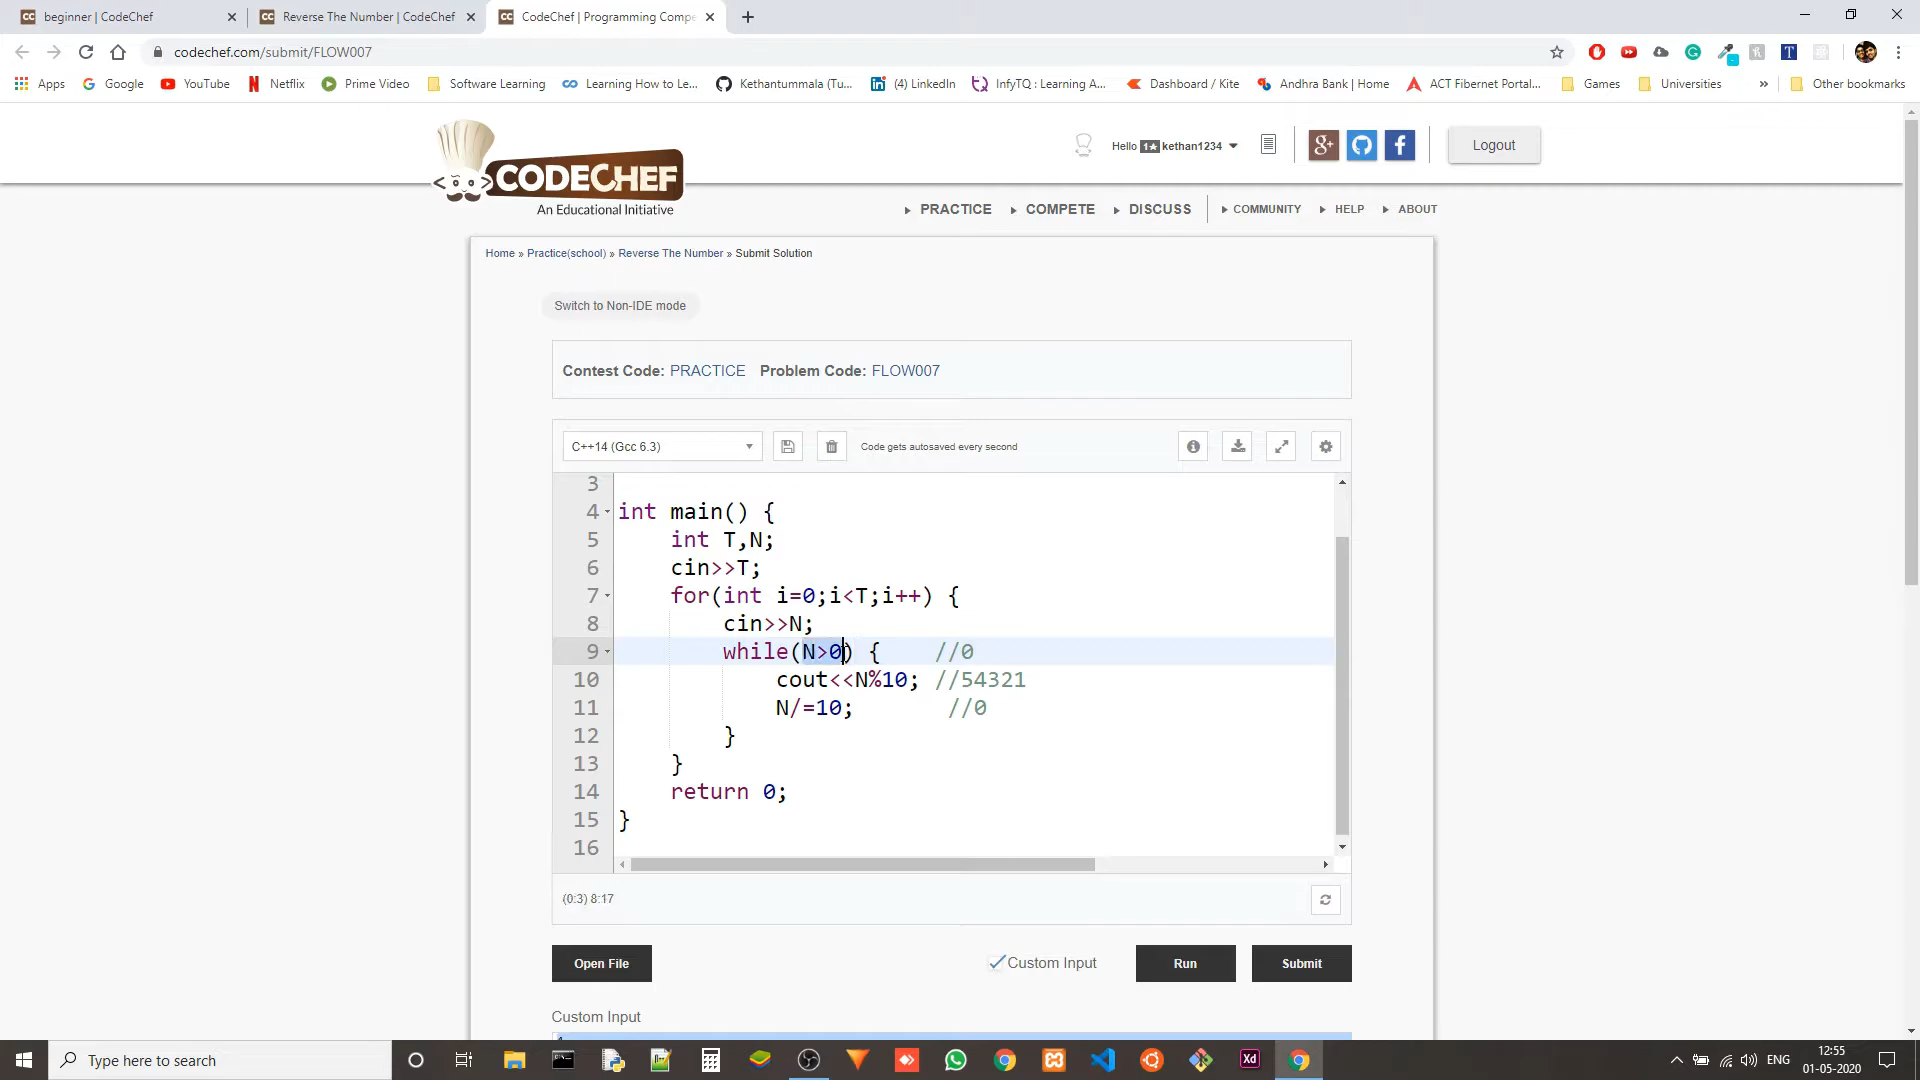 beginner | CodeChef
Reverse The Number | CodeChef
CodeChef | Programming Compe
codechef.com/submit/FLOW007
Apps
Google
YouTube
Netflix
Prime Video
Software Learning
Learning How to Le...
Kethantummala (Tu...
(4) LinkedIn
InfyTQ : Learning A...
Dashboard / Kite
Andhra Bank | Home
ACT Fibernet Portal...
Games
Universities
»
Other bookmarks
CODECHEF
An Educational Initiative
Hello 1★ kethan1234
Logout
PRACTICE
COMPETE
DISCUSS
COMMUNITY
HELP
ABOUT
Home » Practice(school) » Reverse The Number » Submit Solution
Switch to Non-IDE mode
Contest Code: PRACTICE Problem Code: FLOW007
C++14 (Gcc 6.3)
Code gets autosaved every second
3
4 int main() {
5 int T,N;
6 cin>>T;
7 for(int i=0;i<T;i++) {
8 cin>>N;
9 while(N>0) { //0
10 cout<<N%10; //54321
11 N/=10; //0
12 }
13 }
14 return 0;
15 }
16
(0:3) 8:17
Open File
Custom Input
Run
Submit
Custom Input
Type here to search
Xd
ENG
12:55
01-05-2020